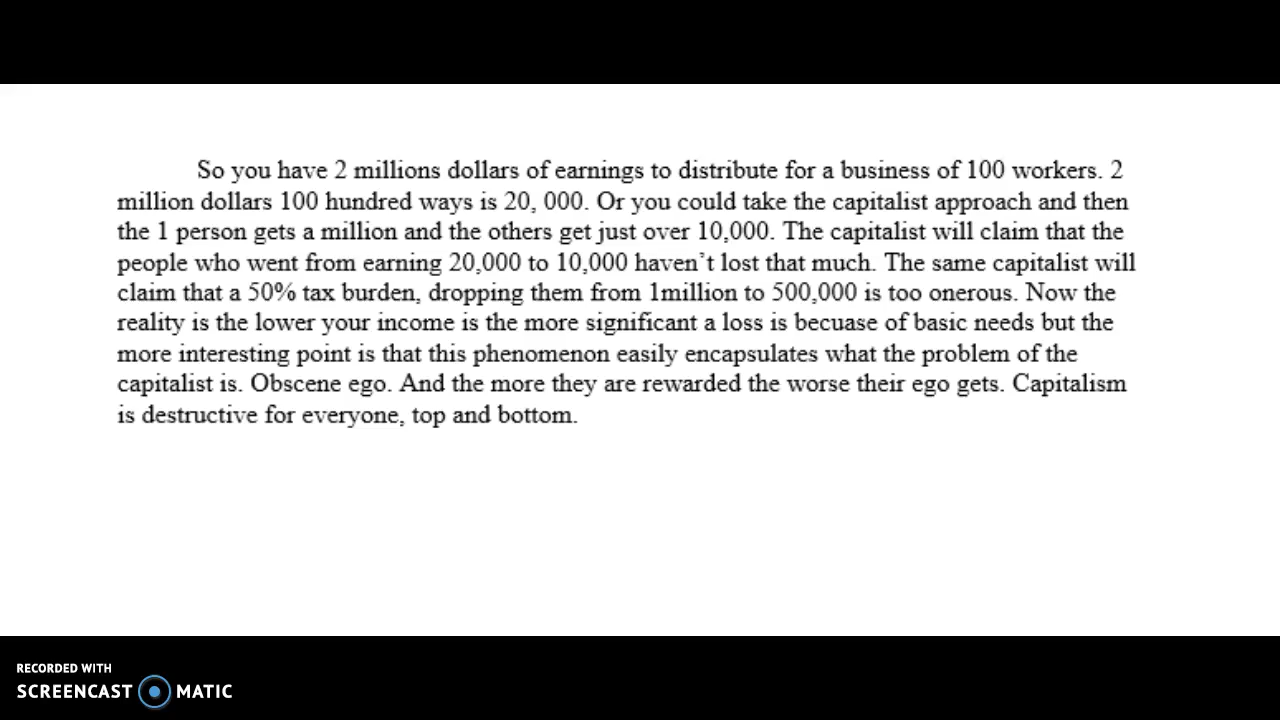 So you have 2 millions dollars of earnings to distribute for a business of 100 workers. 2
million dollars 100 hundred ways is 20, 000. Or you could take the capitalist approach and then
the 1 person gets a million and the others get just over 10,000. The capitalist will claim that the
people who went from earning 20,000 to 10,000 haven't lost that much. The same capitalist will
claim that a 50% tax burden, dropping them from 1million to 500,000 is too onerous. Now the
reality is the lower your income is the more significant a loss is becuase of basic needs but the
more interesting point is that this phenomenon easily encapsulates what the problem of the
capitalist is. Obscene ego. And the more they are rewarded the worse their ego gets. Capitalism
is destructive for everyone, top and bottom.
RECORDED WITH
SCREENCAST MATIC